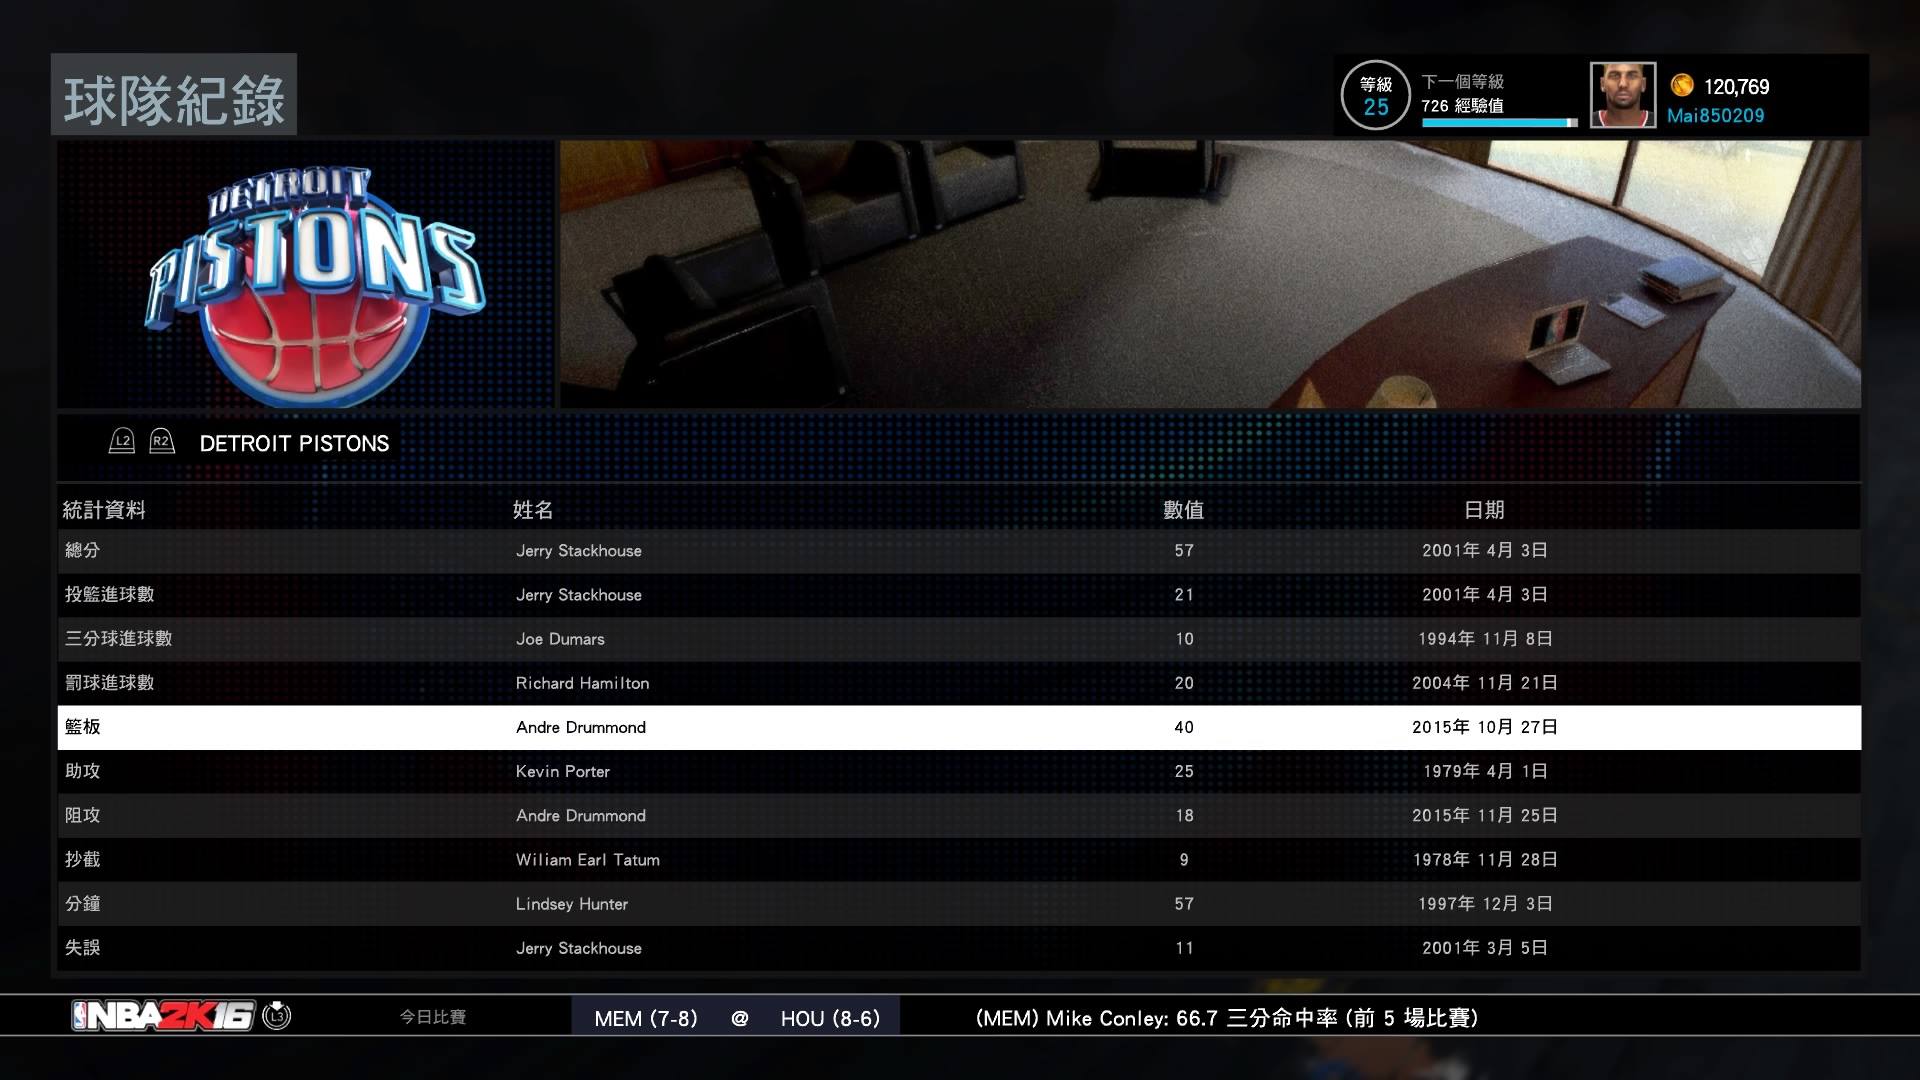 球隊紀錄
等級
25
下一個等級
726 經驗值
120,769
Mai850209
DETROIT
PISTONS
L2 R2 DETROIT PISTONS
統計資料 姓名 數值 日期
總分 Jerry Stackhouse 57 2001年 4月 3日
投籃進球數 Jerry Stackhouse 21 2001年 4月 3日
三分球進球數 Joe Dumars 10 1994年 11月 8日
罰球進球數 Richard Hamilton 20 2004年 11月 21日
籃板 Andre Drummond 40 2015年 10月 27日
助攻 Kevin Porter 25 1979年 4月 1日
阻攻 Andre Drummond 18 2015年 11月 25日
抄截 Wiliam Earl Tatum 9 1978年 11月 28日
分鐘 Lindsey Hunter 57 1997年 12月 3日
失誤 Jerry Stackhouse 11 2001年 3月 5日
NBA2K16 L3 今日比賽 MEM (7-8) @ HOU (8-6) (MEM) Mike Conley: 66.7 三分命中率 (前 5 場比賽)